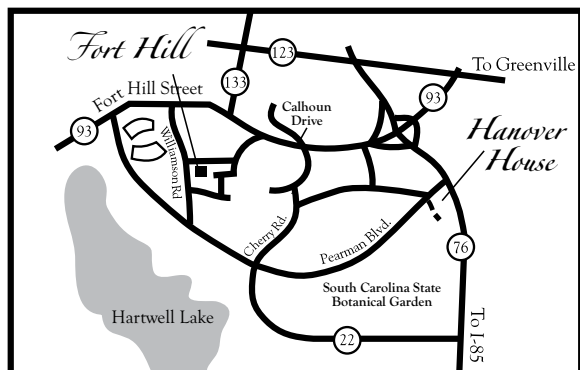 Fort Hill
123
To Greenville
133
93
Fort Hill Street
Calhoun
Drive
93
Hanover
House
Williamson Rd
Cherry Rd.
Pearman Blvd.
76
South Carolina State
Botanical Garden
Hartwell Lake
22
To I-85